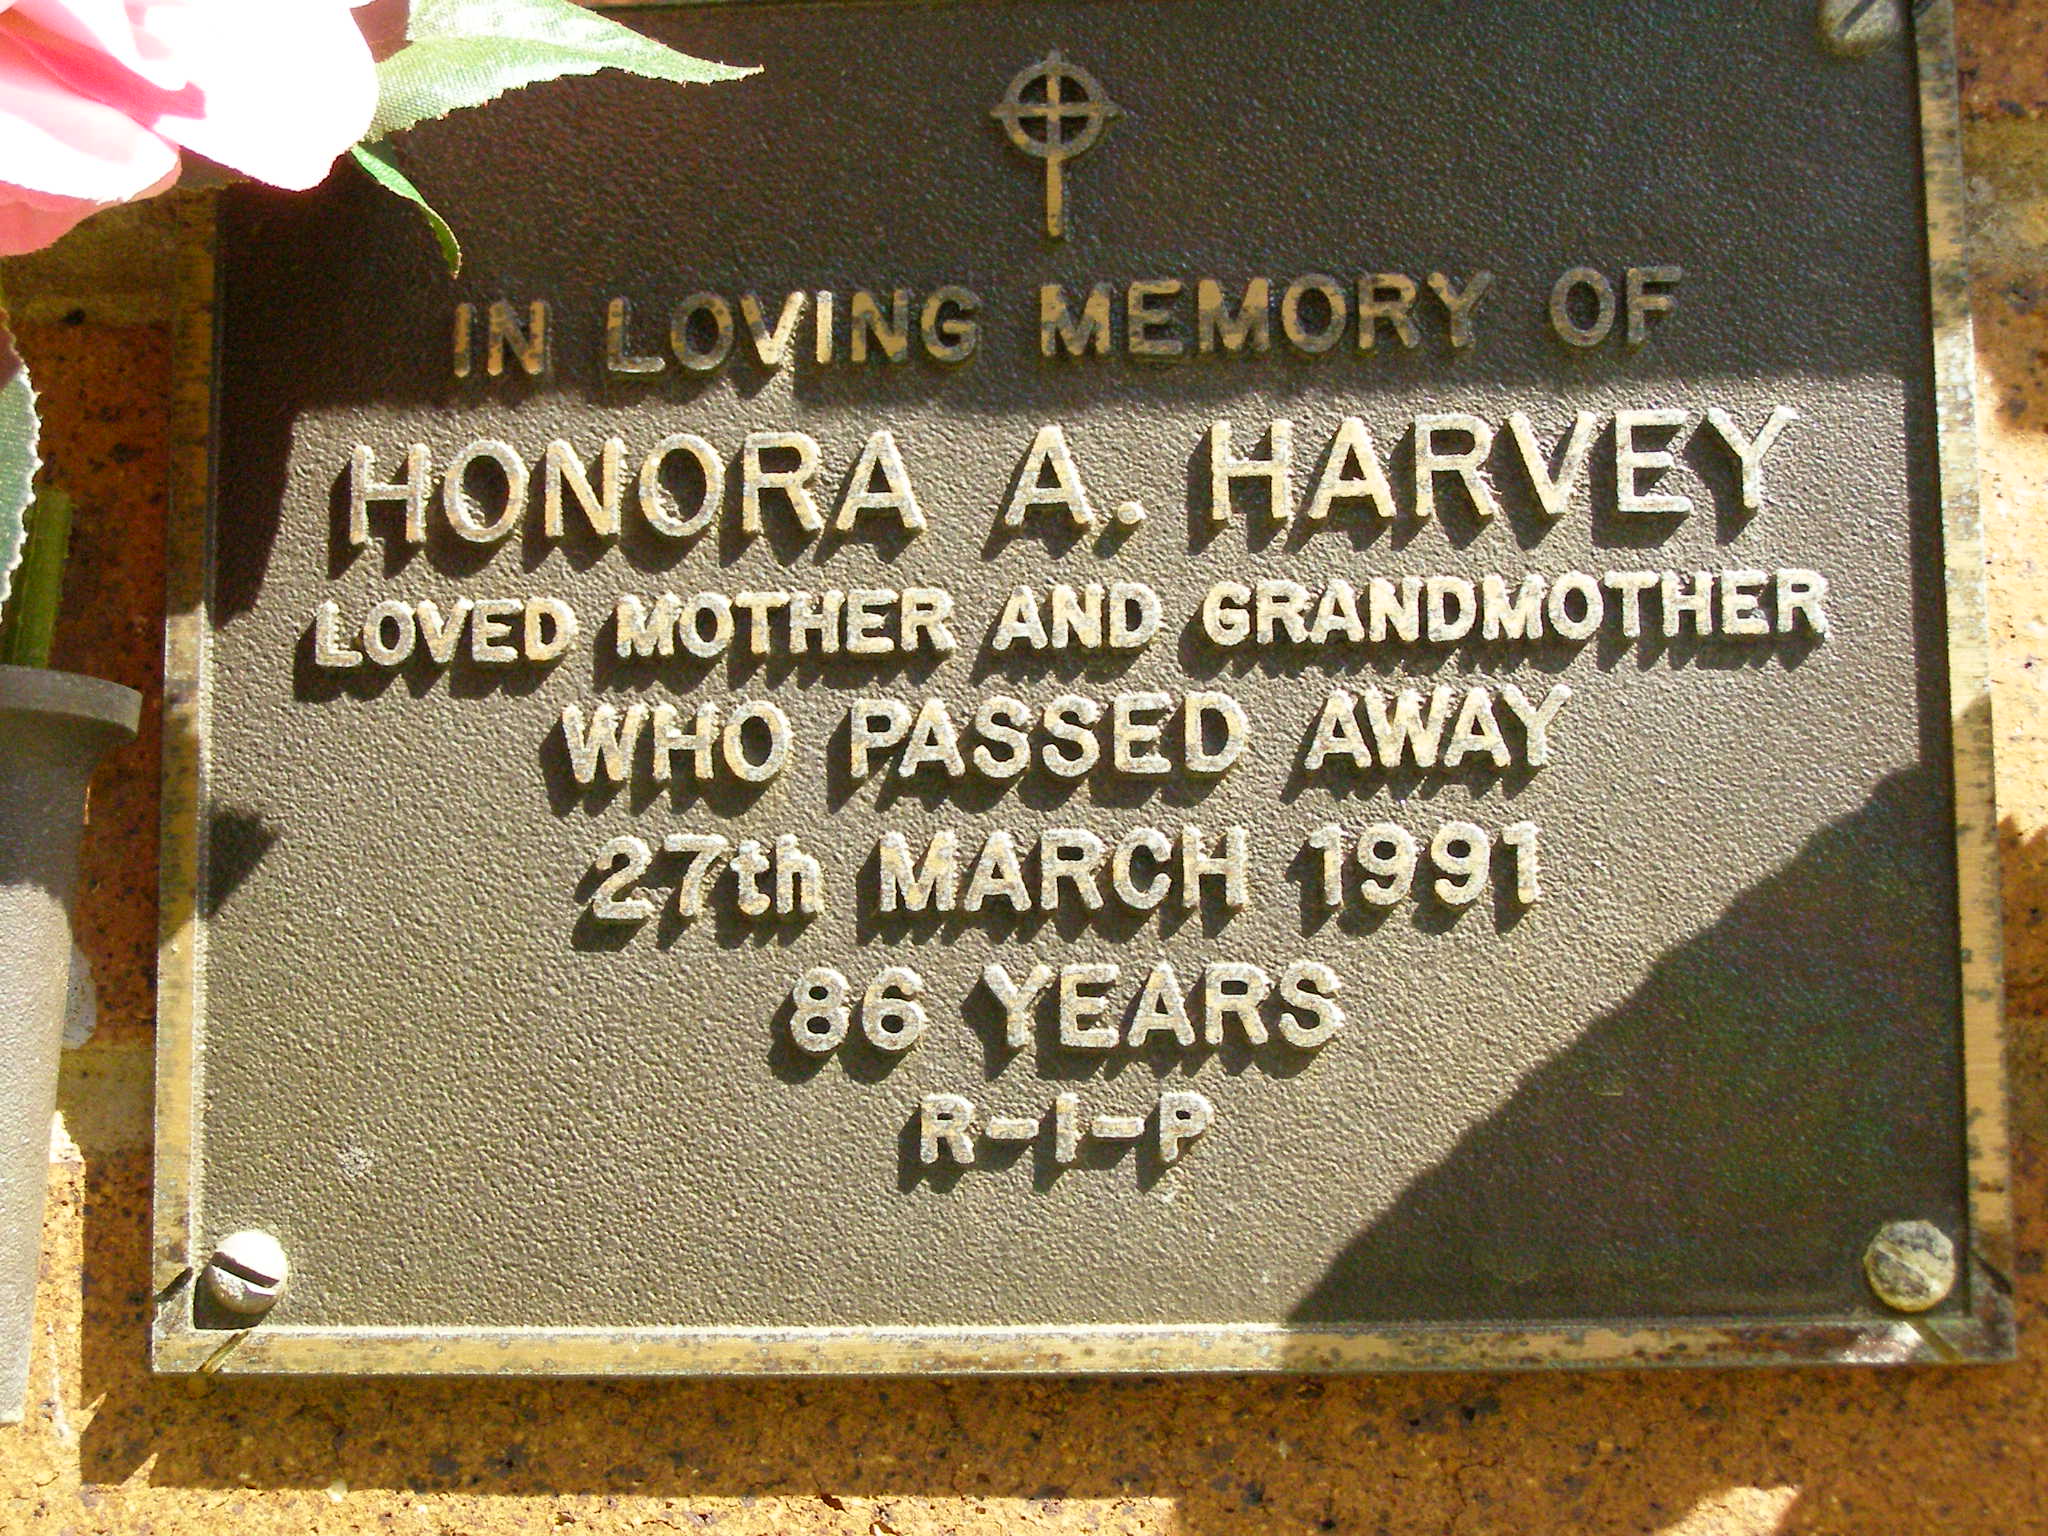 IN LOVING MEMORY OF
HONORA A. HARVEY
LOVED MOTHER AND GRANDMOTHER
WHO PASSED AWAY
27th MARCH 1991
86 YEARS
R-I-P